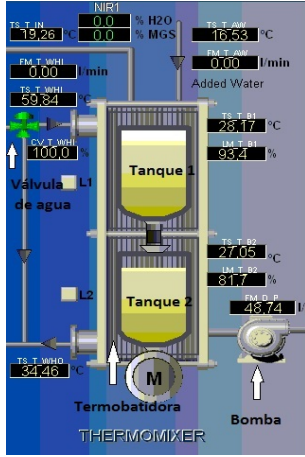 NIR1
TS_T_IN
19,26 °C
0,0 % H2O
0,0 % MGS
TS_T_AW
16,53 °C
FM_T_WHI
0,00 l/min
FM_T_AW
0,00 l/min
Added Water
TS_T_WHI
59,84 °C
TS_T_B1
28,17 °C
CV_T_WHI
100,0 %
LM_T_B1
93,4 %
Válvula
de agua
L1
Tanque 1
TS_T_B2
27,05 °C
LM_T_B2
81,7 %
L2
Tanque 2
FM_D_P
48,74 l/
TS_T_WHO
34,46 °C
M
Termobatidora
Bomba
THERMOMIXER